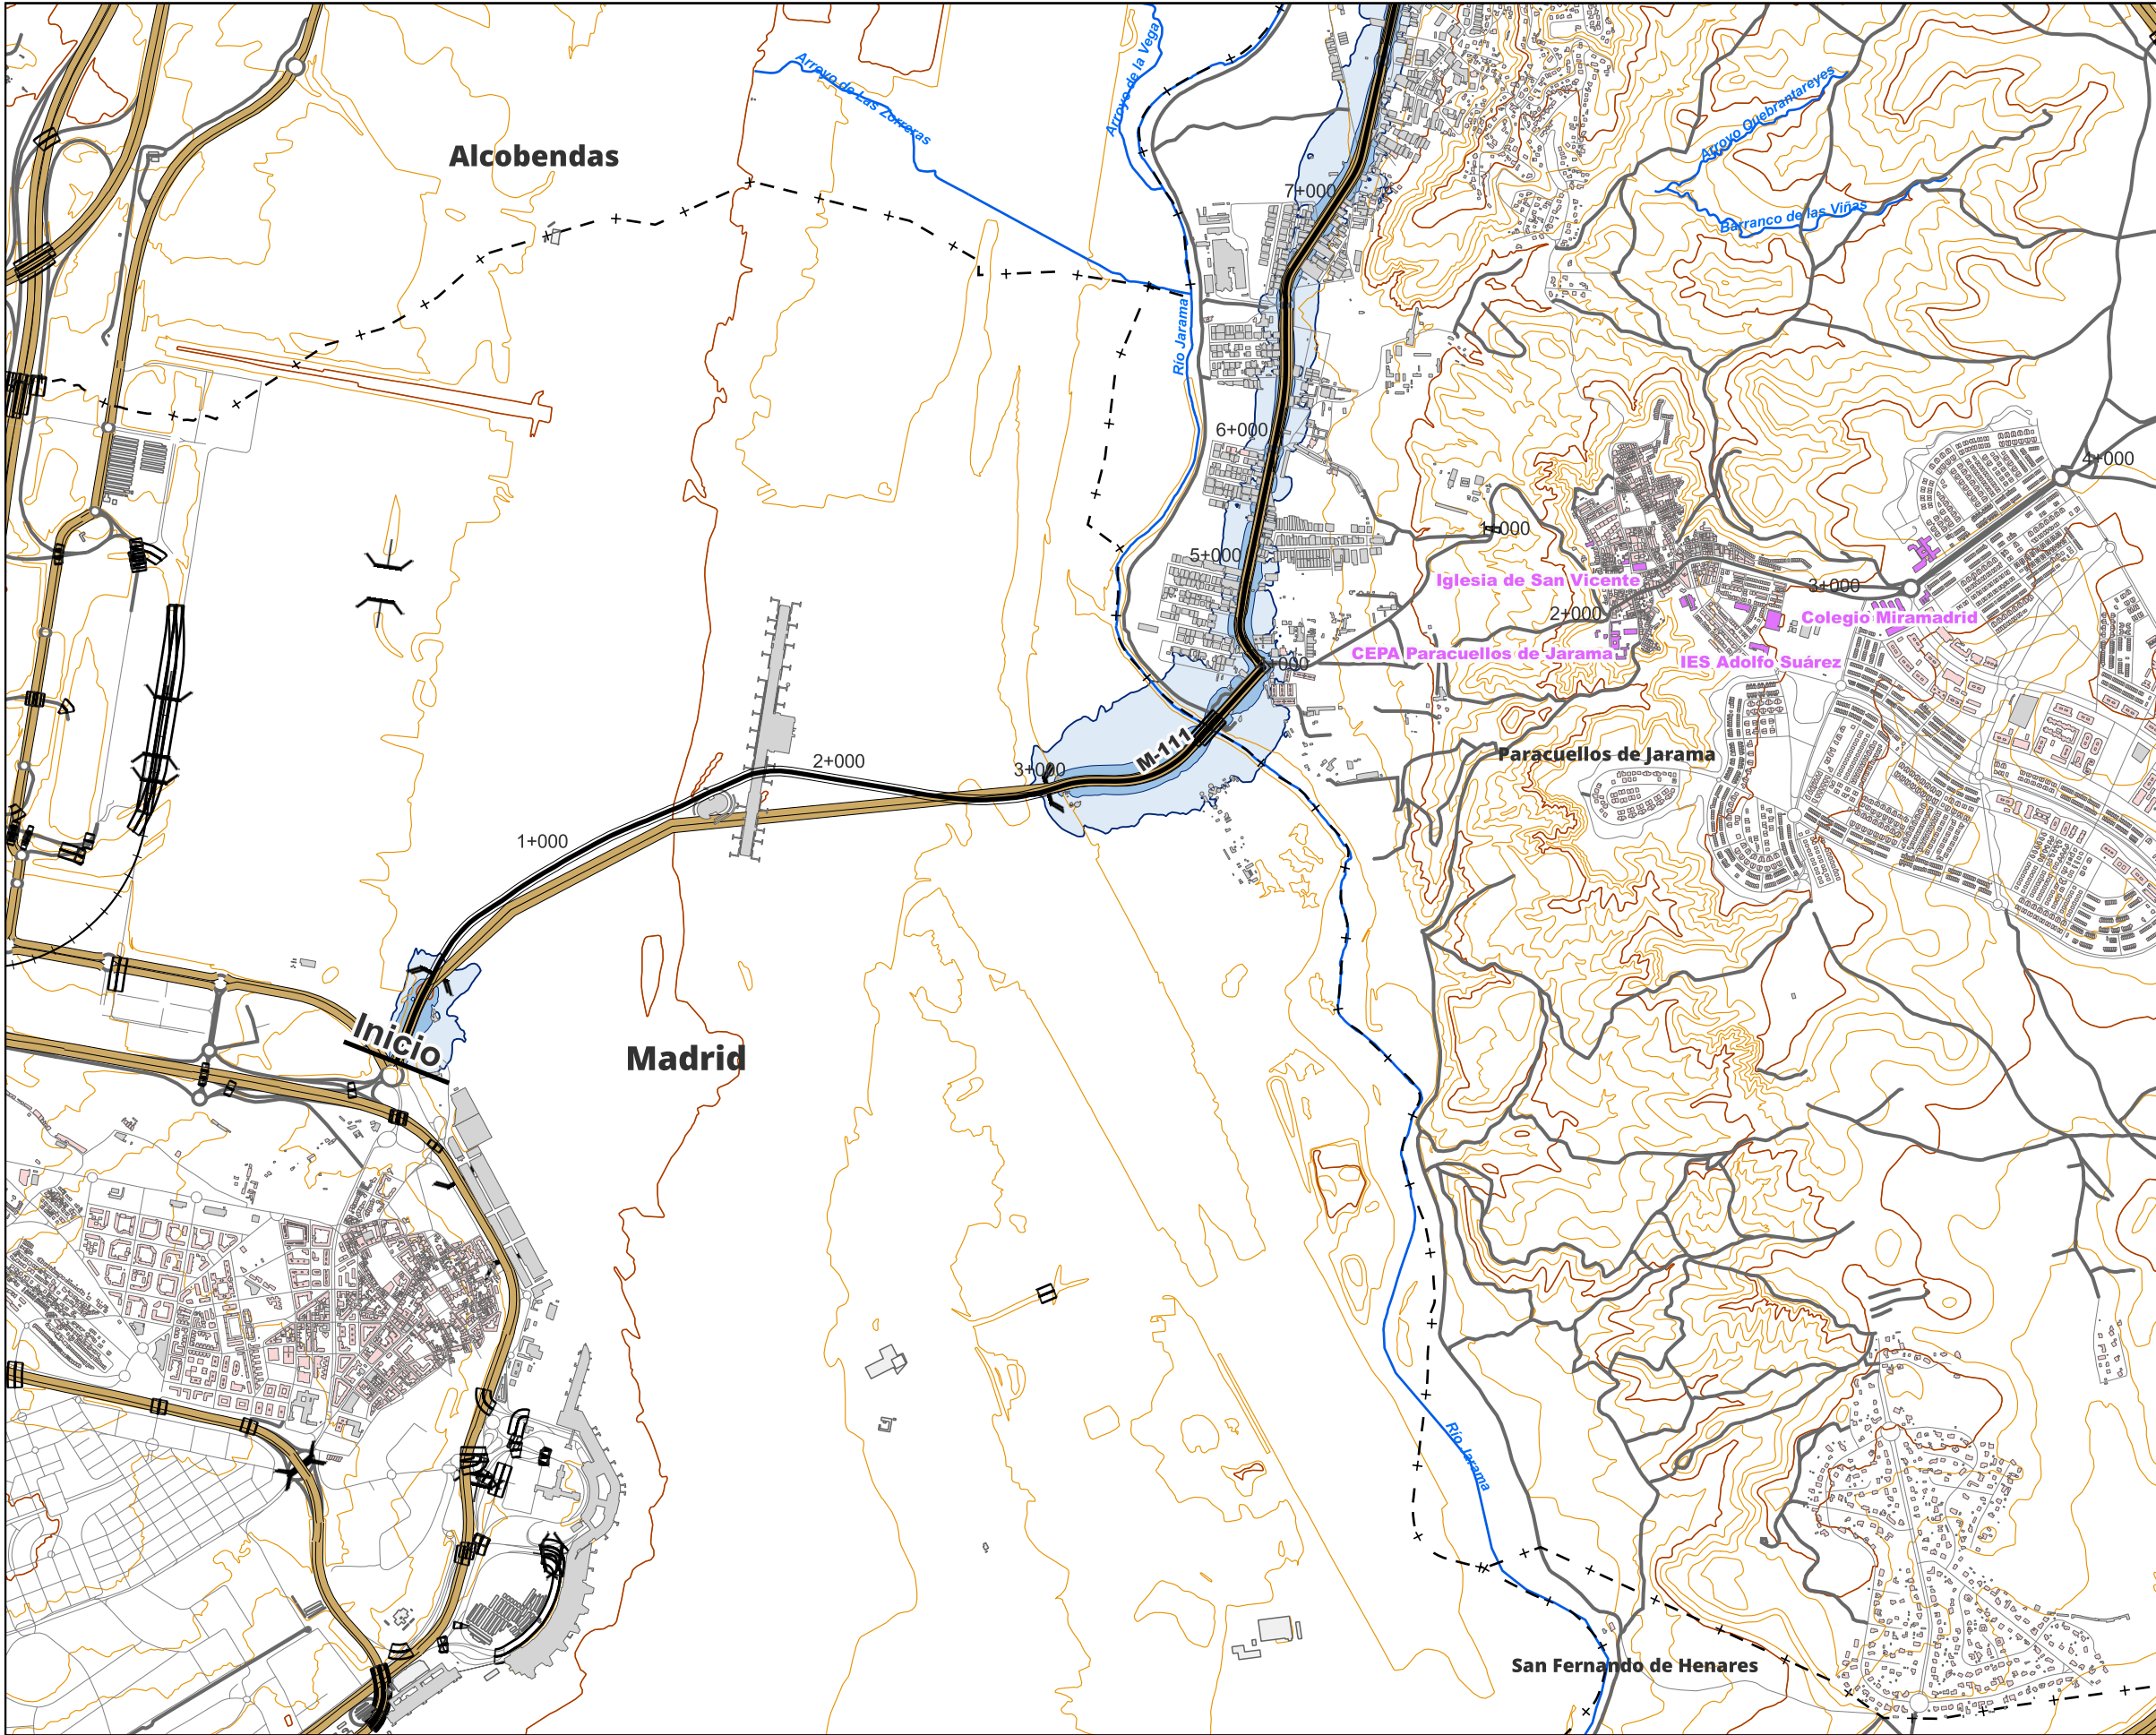 Arroyo de Las Zorreras
Arroyo de la Vega
Arroyo Quebrantareyes
Alcobendas
7+000
Barranco de las Viñas
Río Jarama
6+000
4+000
1+000
5+000
Iglesia de San Vicente
3+000
2+000
Colegio Miramadrid
CEPA Paracuellos de Jarama
IES Adolfo Suárez
000
M-111
Paracuellos de Jarama
2+000
3+000
1+000
Inicio
Madrid
Río Jarama
San Fernando de Henares